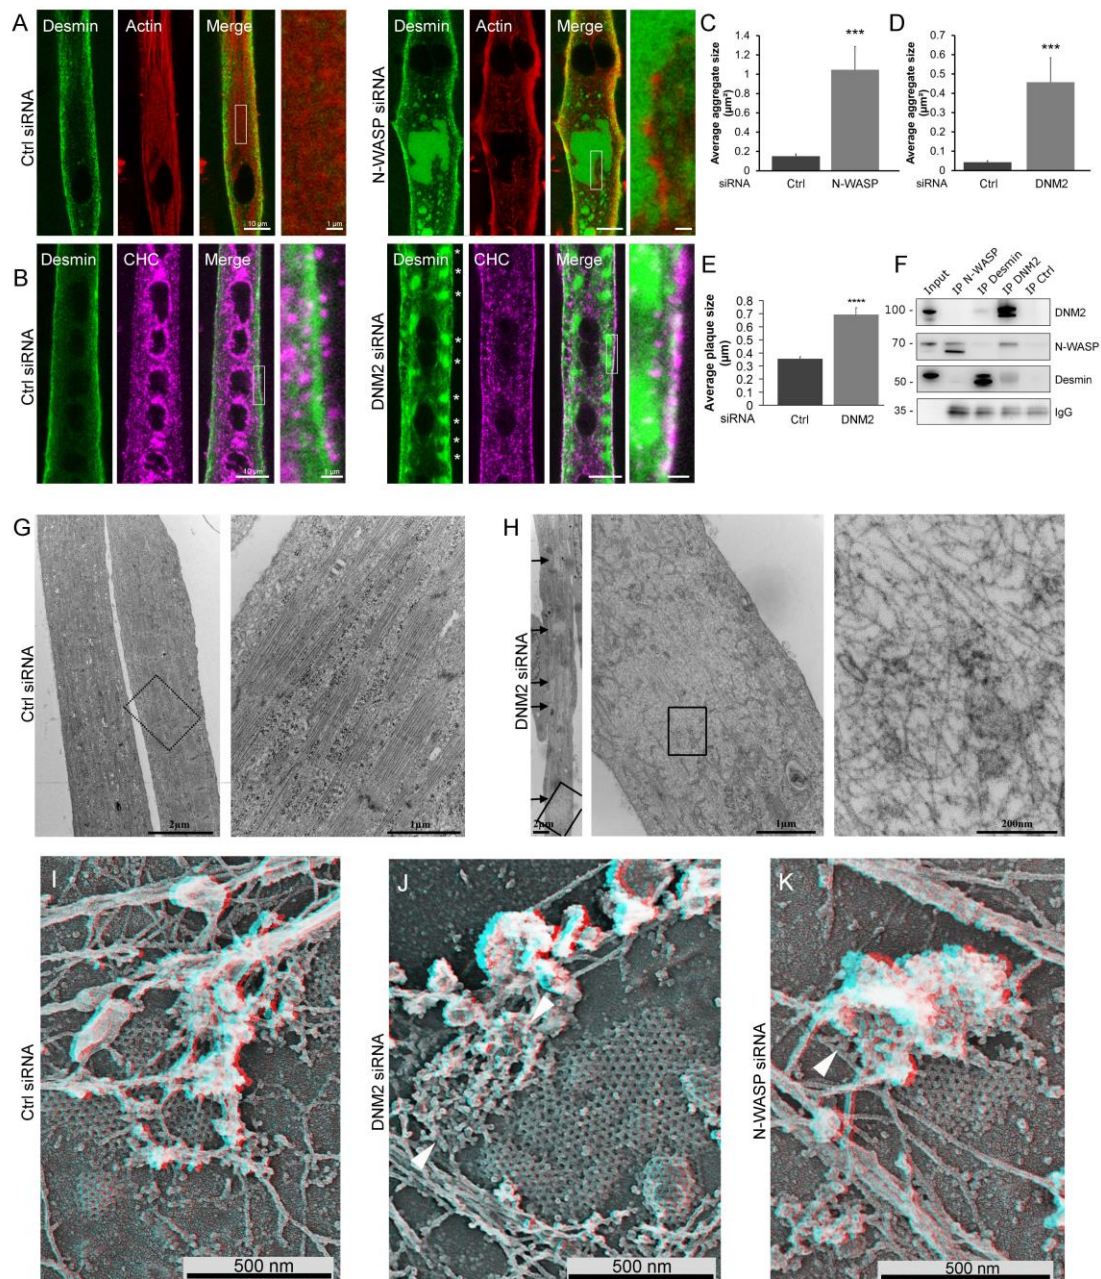 A
Ctrl siRNA
Desmin
Actin
Merge
10 µm
1 µm
N-WASP siRNA
Desmin
Actin
Merge
C
Average aggregate size (µm²)
1.4
1.2
1
0.8
0.6
0.4
0.2
0
***
siRNA
Ctrl
N-WASP
D
Average aggregate size (µm²)
0.7
0.6
0.5
0.4
0.3
0.2
0.1
0
***
siRNA
Ctrl
DNM2
B
Ctrl siRNA
Desmin
CHC
Merge
10 µm
1 µm
DNM2 siRNA
Desmin
CHC
Merge
*
*
*
*
*
*
*
*
*
E
Average plaque size (µm)
0.8
0.7
0.6
0.5
0.4
0.3
0.2
0.1
0
****
siRNA
Ctrl
DNM2
F
Input
IP N-WASP
IP Desmin
IP DNM2
IP Ctrl
100 -
DNM2
70 -
N-WASP
50 -
Desmin
35 -
IgG
G
Ctrl siRNA
2µm
1µm
H
DNM2 siRNA
2µm
1µm
200nm
I
Ctrl siRNA
500 nm
J
DNM2 siRNA
500 nm
K
N-WASP siRNA
500 nm